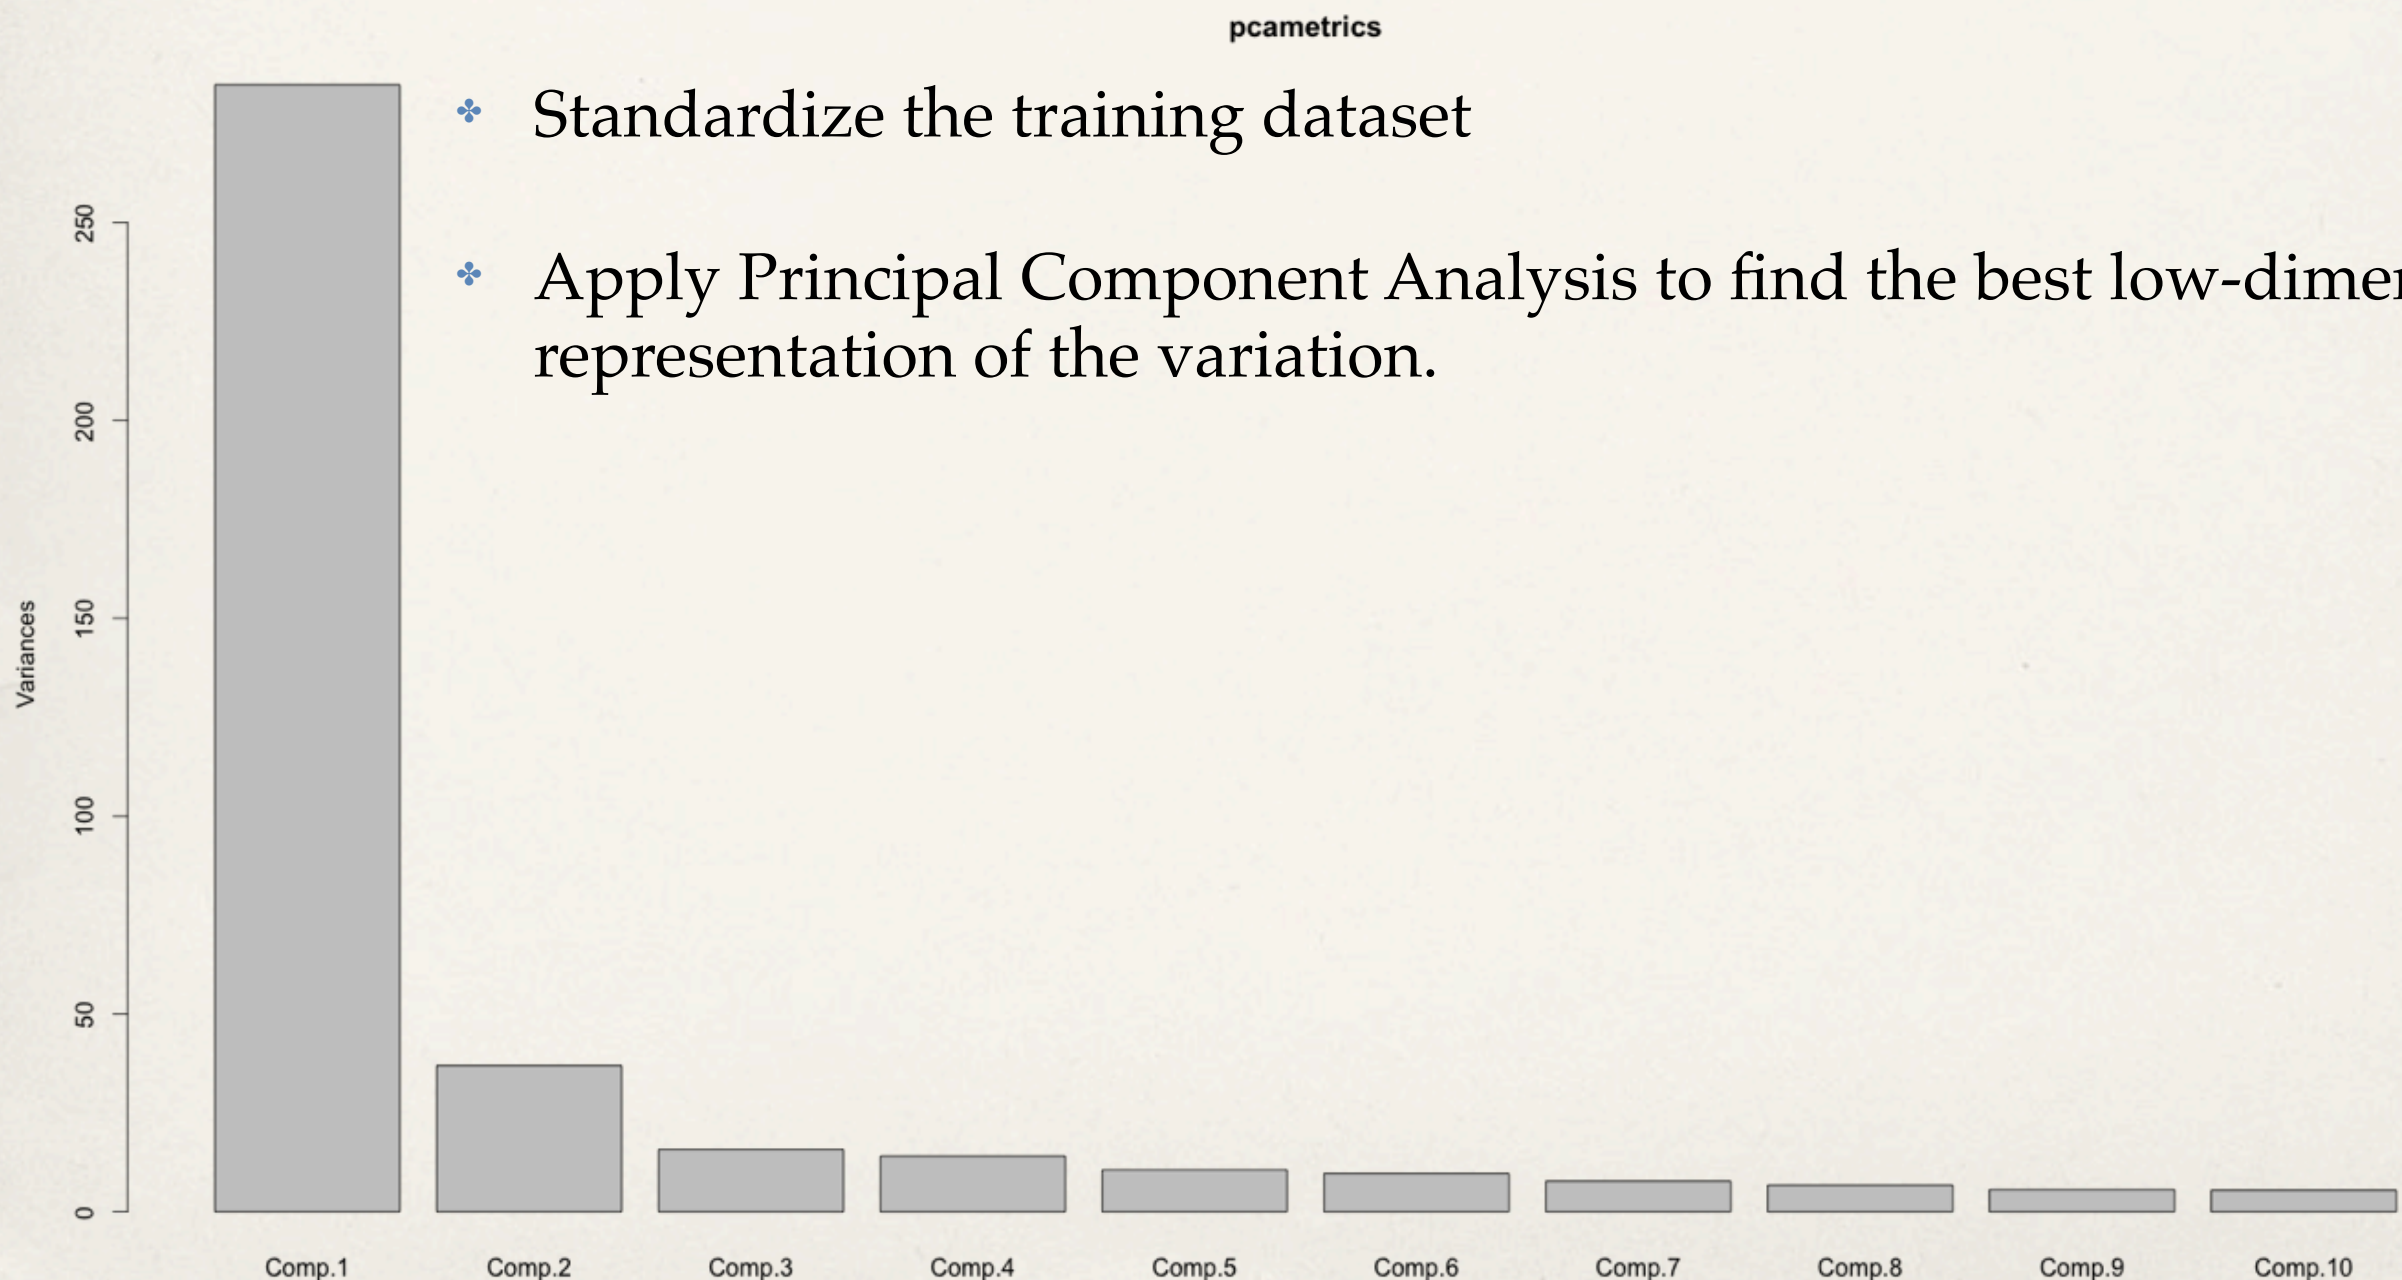 pcametrics
Standardize the training dataset
Apply Principal Component Analysis to find the best low-dimen
representation of the variation.
Variances
250
200
150
100
50
0
Comp.1 Comp.2 Comp.3 Comp.4 Comp.5 Comp.6 Comp.7 Comp.8 Comp.9 Comp.10